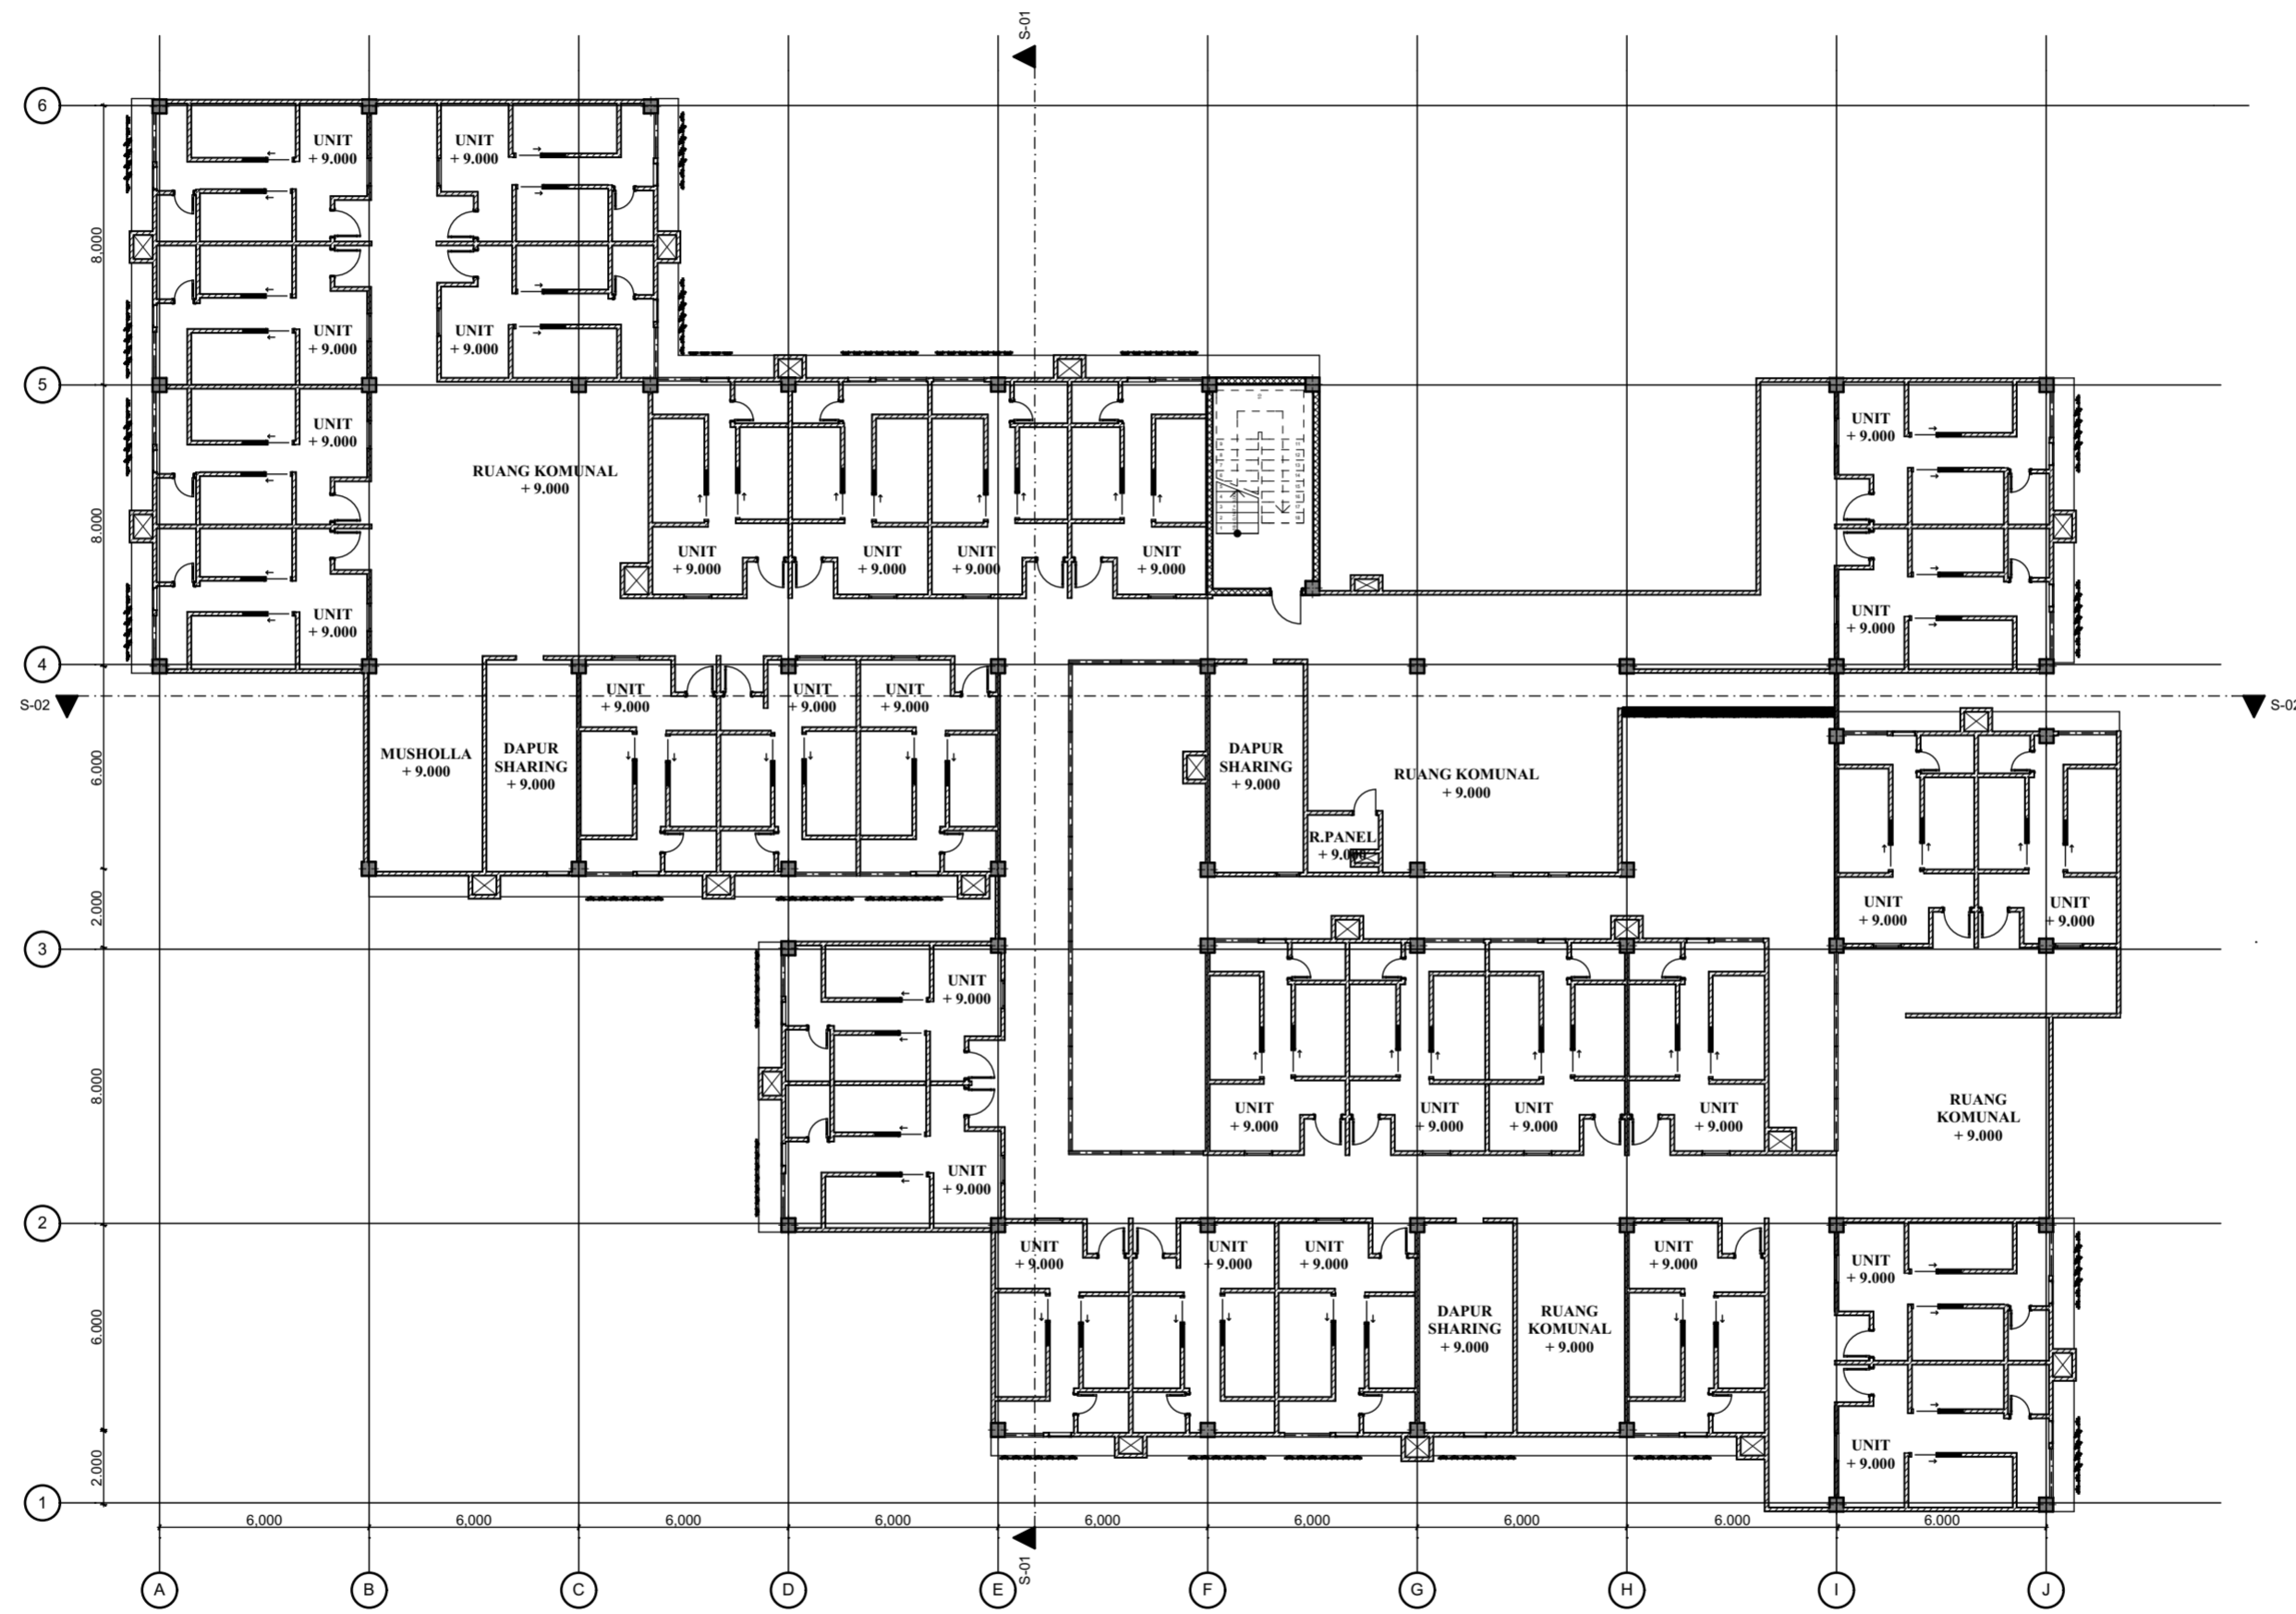 S-01
6
UNIT
+ 9.000
UNIT
+ 9.000
8,000
UNIT
+ 9.000
UNIT
+ 9.000
5
UNIT
+ 9.000
UNIT
+ 9.000
RUANG KOMUNAL
+ 9.000
8.000
UNIT
+ 9.000
UNIT
+ 9.000
UNIT
+ 9.000
UNIT
+ 9.000
UNIT
+ 9.000
UNIT
+ 9.000
4
S-02
S-02
UNIT
+ 9.000
UNIT
+ 9.000
UNIT
+ 9.000
MUSHOLLA
+ 9.000
DAPUR
SHARING
+ 9.000
DAPUR
SHARING
+ 9.000
RUANG KOMUNAL
+ 9.000
6.000
R.PANEL
+ 9.000
2.000
UNIT
+ 9.000
UNIT
+ 9.000
3
UNIT
+ 9.000
8.000
UNIT
+ 9.000
UNIT
+ 9.000
UNIT
+ 9.000
UNIT
+ 9.000
RUANG
KOMUNAL
+ 9.000
UNIT
+ 9.000
2
UNIT
+ 9.000
UNIT
+ 9.000
UNIT
+ 9.000
UNIT
+ 9.000
UNIT
+ 9.000
6.000
DAPUR
SHARING
+ 9.000
RUANG
KOMUNAL
+ 9.000
2.000
UNIT
+ 9.000
1
6,000 6,000 6,000 6,000 6,000 6,000 6,000 6.000 6.000
S-01
A B C D E F G H I J